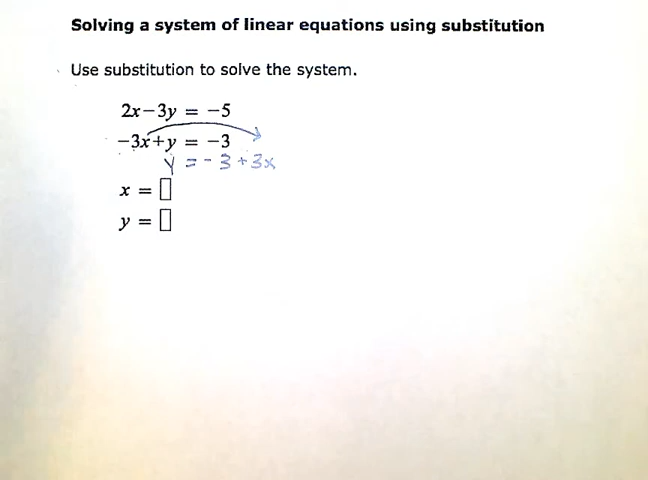 Solving a system of linear equations using substitution
Use substitution to solve the system.
2x-3y = -5
-3x+y = -3
y = -3+3x
x =
y =